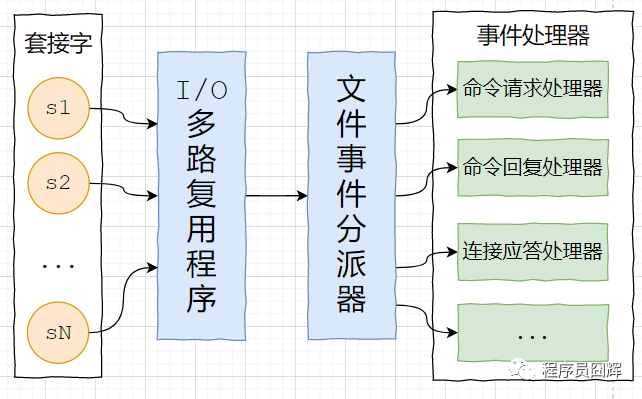 套接字
s1
s2
...
sN
I/O
多
路
复
用
程
序
文
件
事
件
分
派
器
事件处理器
命令请求处理器
命令回复处理器
连接应答处理器
...
程序员囧辉